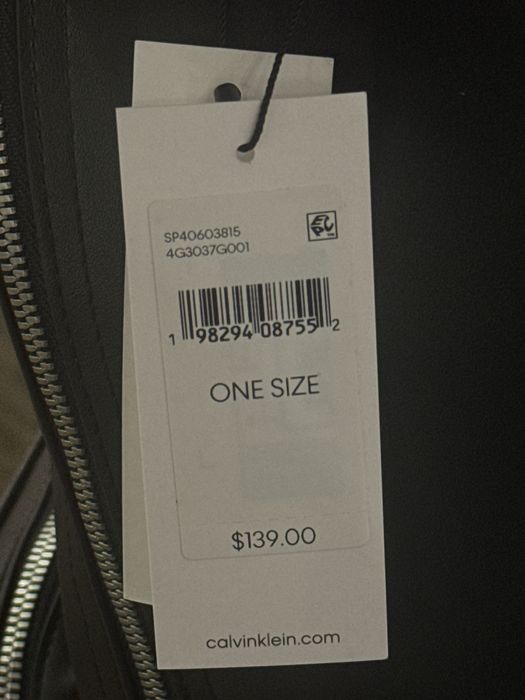 SP40603815
4G3037G001
1 98294 08755 2
ONE SIZE
$139.00
calvinklein.com